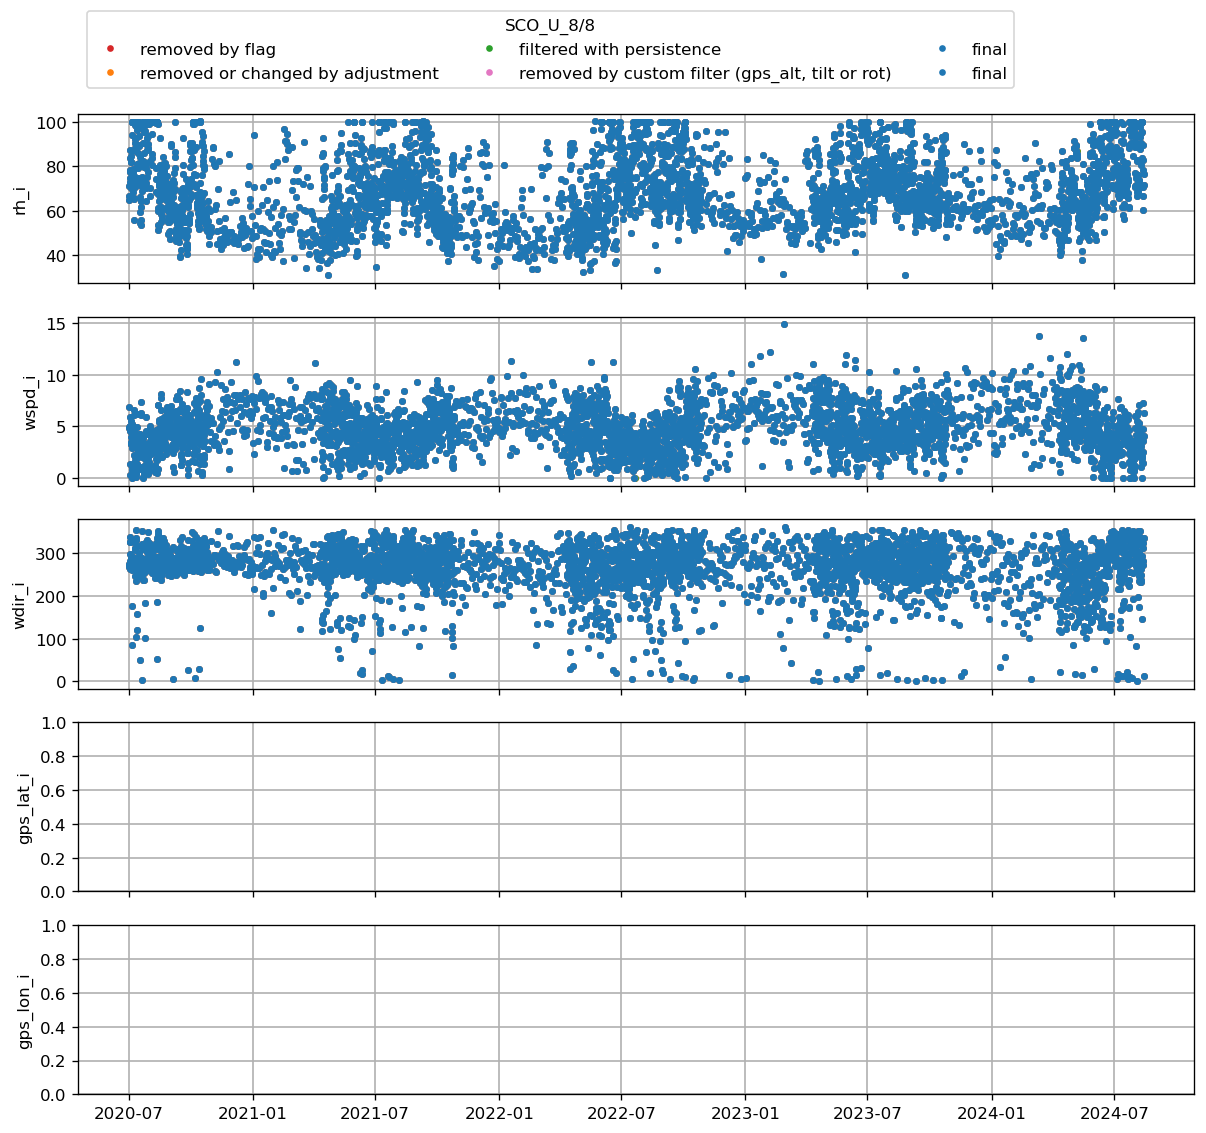 SCO_U_8/8
removed by flag filtered with persistence final
removed or changed by adjustment removed by custom filter (gps_alt, tilt or rot) final
100
80
60
40
rh_i
15
10
5
0
wspd_i
300
200
100
0
wdir_i
1.0
0.8
0.6
0.4
0.2
0.0
gps_lat_i
1.0
0.8
0.6
0.4
0.2
0.0
gps_lon_i
2020-07 2021-01 2021-07 2022-01 2022-07 2023-01 2023-07 2024-01 2024-07